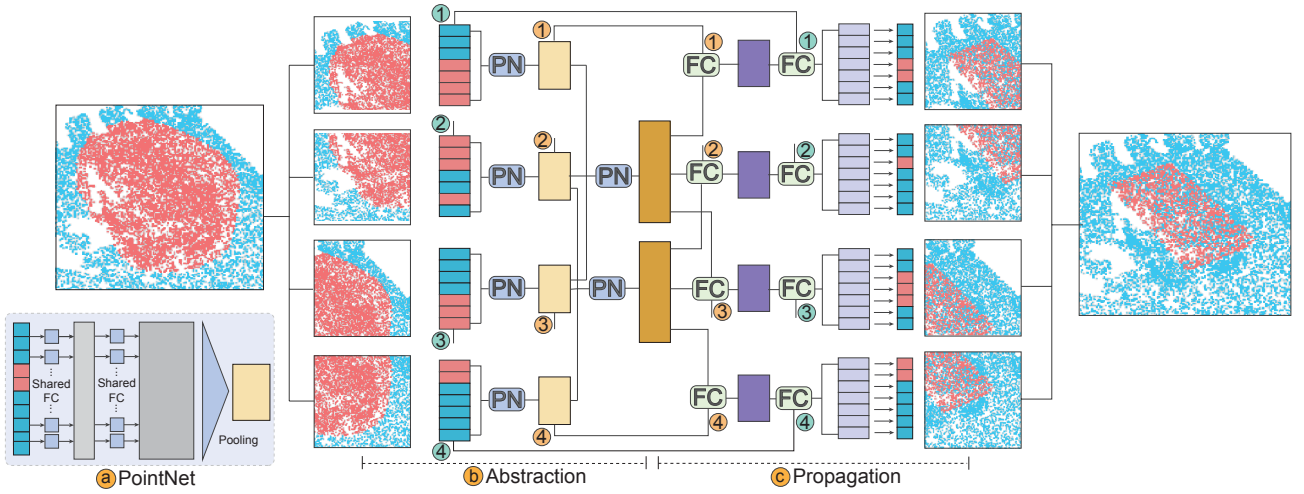 1 1 1 1
PN FC FC
2 2 2 2
PN PN FC FC
PN PN FC FC
3 3 3 3
PN FC FC
4 4 4 4
Shared Shared
FC FC
Pooling
a PointNet b Abstraction c Propagation